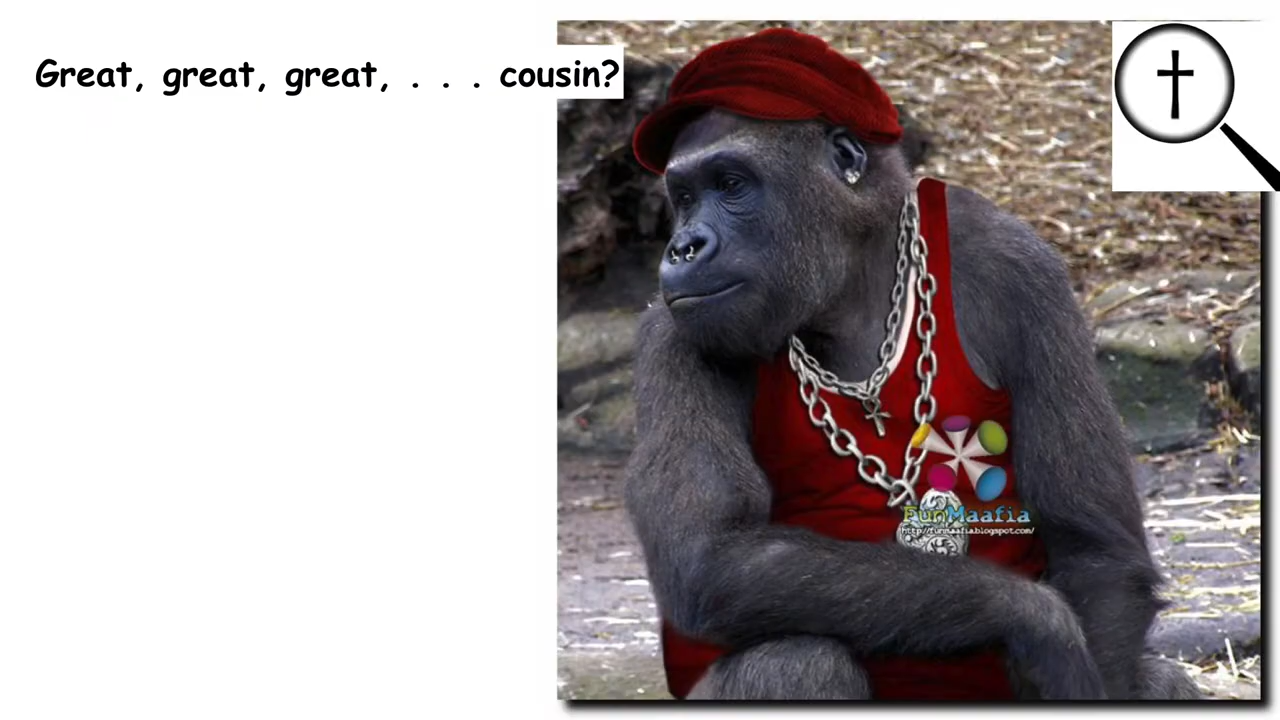 Great, great, great, . . . cousin?
FunMaafia
http://funmaafia.blogspot.com/